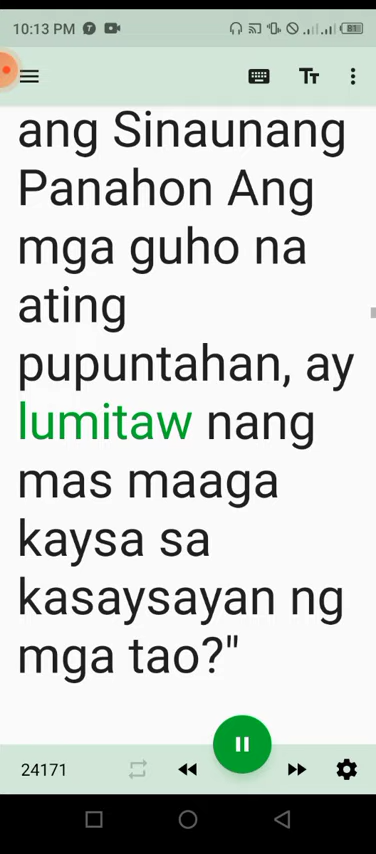 10:13 PM
81
ang Sinaunang
Panahon Ang
mga guho na
ating
pupuntahan, ay
lumitaw nang
mas maaga
kaysa sa
kasaysayan ng
mga tao?"
24171